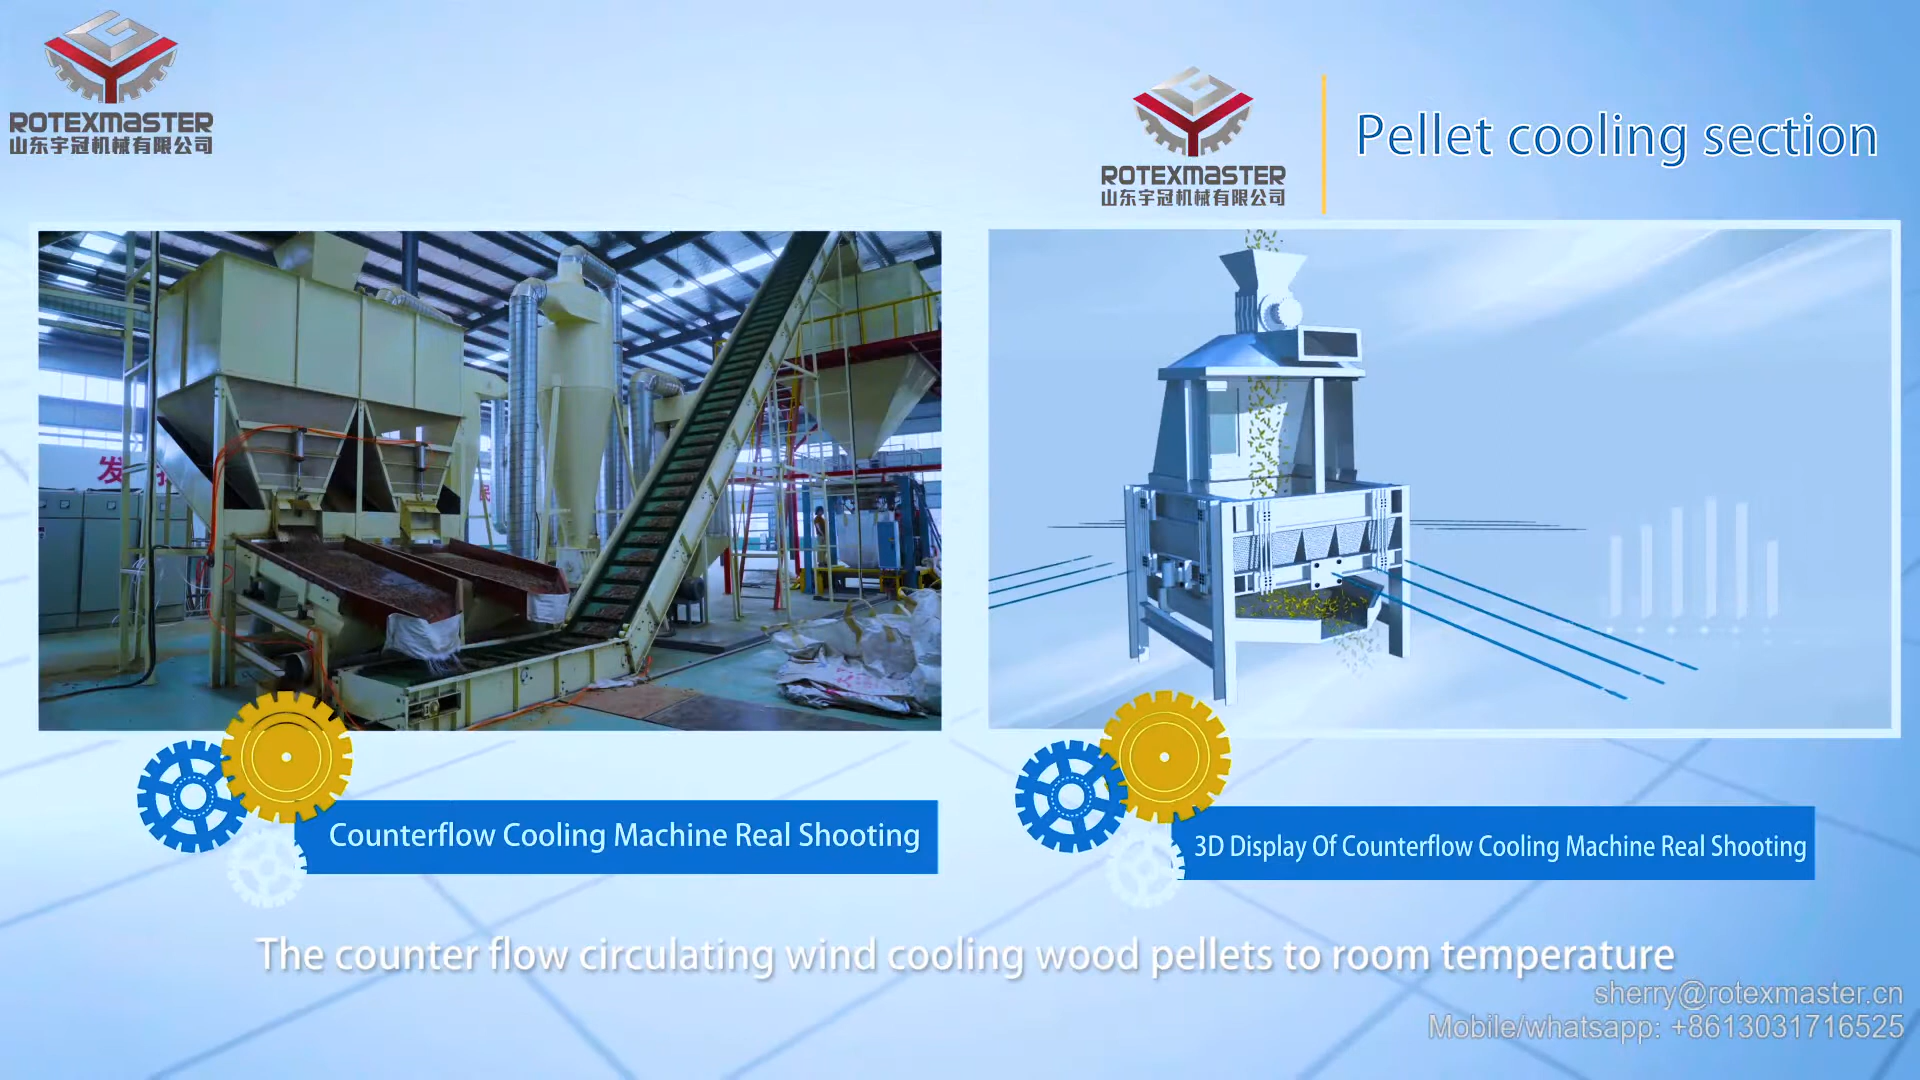 ROTEXMASTER
山东宇冠机械有限公司
ROTEXMASTER
山东宇冠机械有限公司
Pellet cooling section
发
Counterflow Cooling Machine Real Shooting
3D Display Of Counterflow Cooling Machine Real Shooting
The counter flow circulating wind cooling wood pellets to room temperature
sherry@rotexmaster.cn
Mobile/whatsapp: +8613031716525